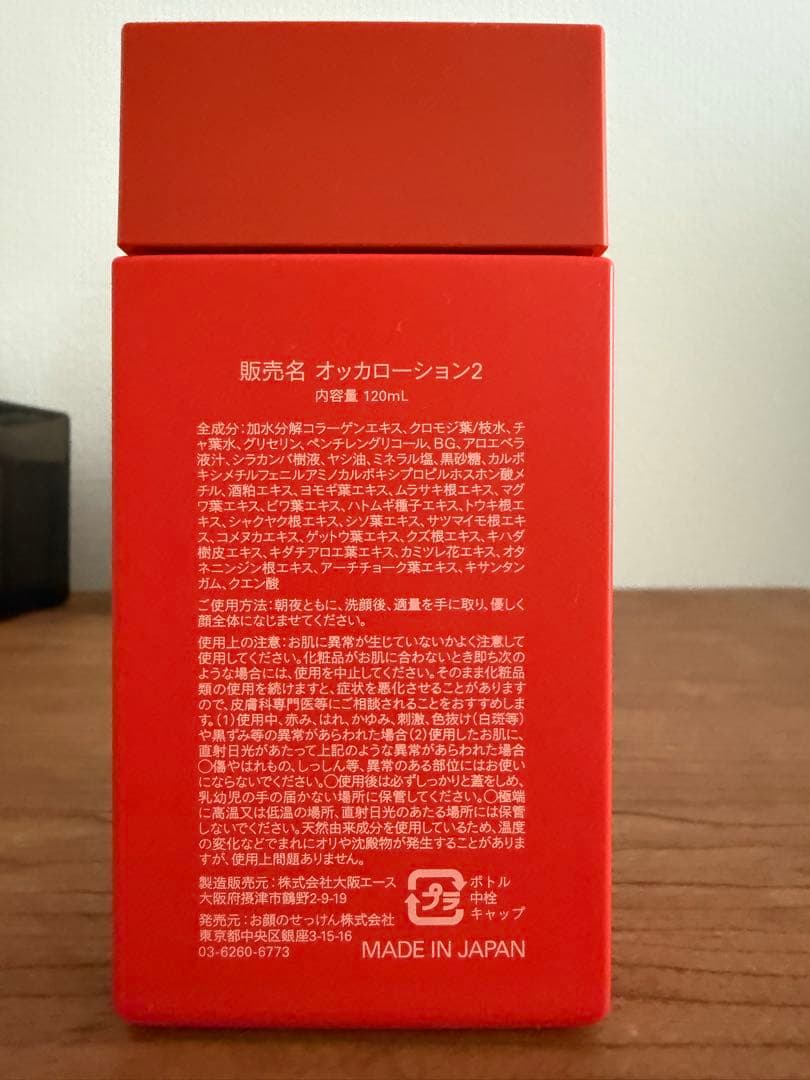 販売名 オッカローション2
内容量 120mL
全成分:加水分解コラーゲンエキス、クロモジ葉/枝水、チ
ャ葉水、グリセリン、ペンチレングリコール、BG、アロエベラ
液汁、シラカンバ樹液、ヤシ油、ミネラル塩、黒砂糖、カルボ
キシメチルフェニルアミノカルボキシプロピルホスホン酸メ
チル、酒粕エキス、ヨモギ葉エキス、ムラサキ根エキス、マグ
ワ葉エキス、ビワ葉エキス、ハトムギ種子エキス、トウキ根エ
キス、シャクヤク根エキス、シソ葉エキス、サツマイモ根エキ
ス、コメヌカエキス、ゲットウ葉エキス、クズ根エキス、キハダ
樹皮エキス、キダチアロエ葉エキス、カミツレ花エキス、オタ
ネニンジン根エキス、アーチチョーク葉エキス、キサンタン
ガム、クエン酸
ご使用方法:朝夜ともに、洗顔後、適量を手に取り、優しく
顔全体になじませてください。
使用上の注意:お肌に異常が生じていないかよく注意して
使用してください。化粧品がお肌に合わないとき即ち次の
ような場合には、使用を中止してください。そのまま化粧品
類の使用を続けますと、症状を悪化させることがあります
ので、皮膚科専門医等にご相談されることをおすすめしま
す。(1)使用中、赤み、はれ、かゆみ、刺激、色抜け(白斑等)
や黒ずみ等の異常があらわれた場合(2)使用したお肌に、
直射日光があたって上記のような異常があらわれた場合
○傷やはれもの、しっしん等、異常のある部位にはお使い
にならないでください。○使用後は必ずしっかりと蓋をしめ、
乳幼児の手の届かない場所に保管してください。○極端
に高温又は低温の場所、直射日光のあたる場所には保管
しないでください。天然由来成分を使用しているため、温度
の変化などでまれにオリや沈殿物が発生することがありま
すが、使用上問題ありません。
製造販売元:株式会社大阪エース
大阪府摂津市鶴野2-9-19
発売元:お顔のせっけん株式会社
東京都中央区銀座3-15-16
03-6260-6773
プラ
ボトル
中栓
キャップ
MADE IN JAPAN